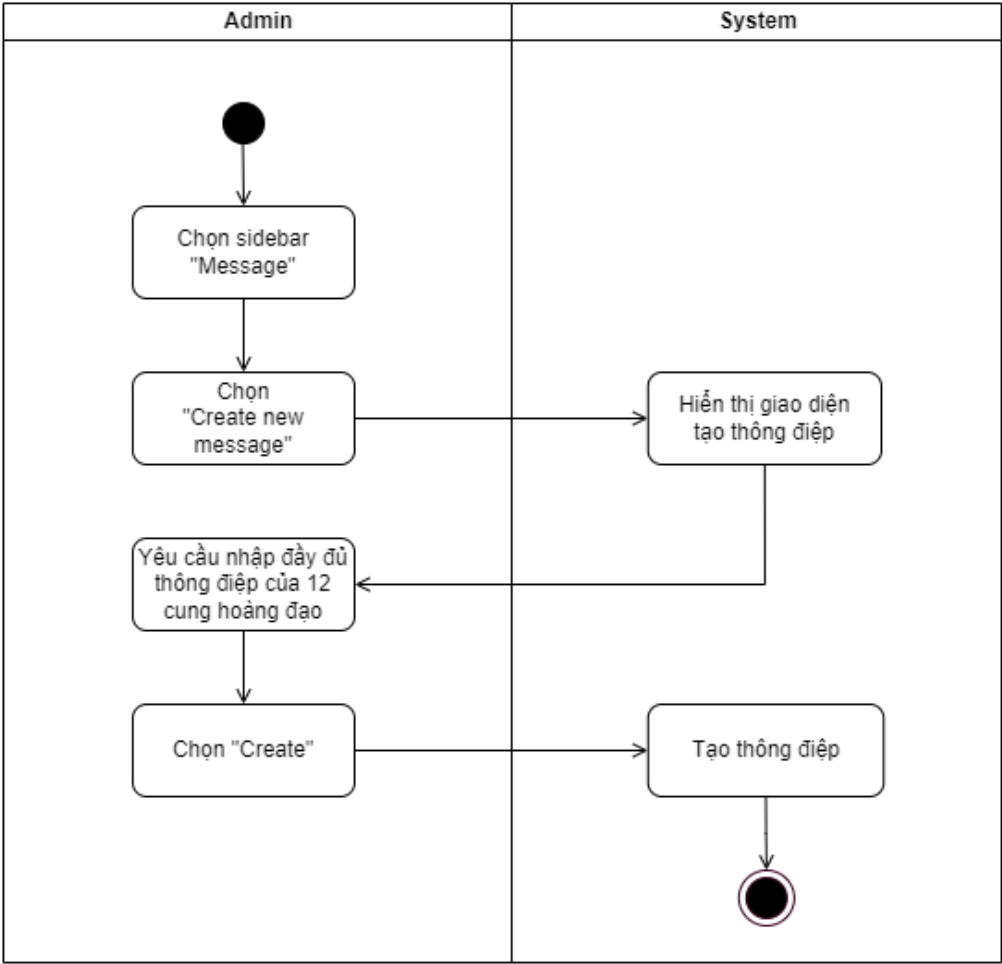 Admin
System
Chọn sidebar
"Message"
Chọn
"Create new
message"
Hiển thị giao diện
tạo thông điệp
Yêu cầu nhập đầy đủ
thông điệp của 12
cung hoàng đạo
Chọn "Create"
Tạo thông điệp